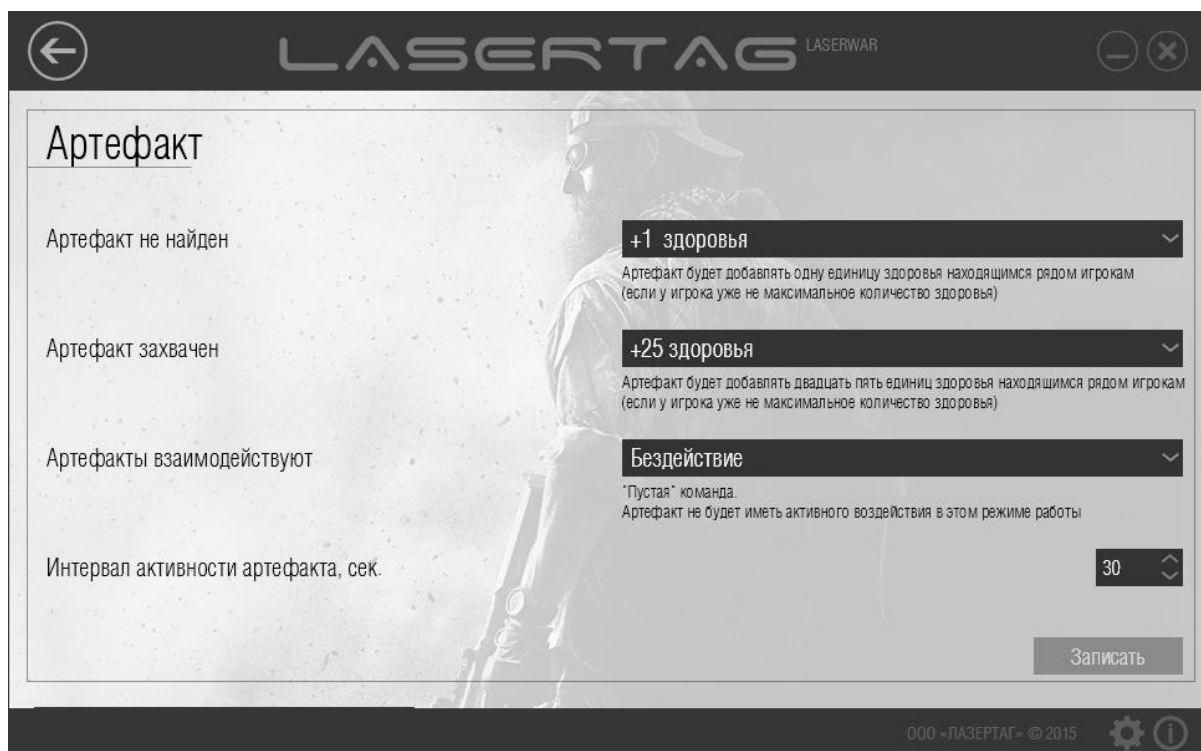 LASERTAG LASERWAR
Артефакт
Артефакт не найден
+1 здоровья
Артефакт будет добавлять одну единицу здоровья находящимся рядом игрокам
(если у игрока уже не максимальное количество здоровья)
Артефакт захвачен
+25 здоровья
Артефакт будет добавлять двадцать пять единиц здоровья находящимся рядом игрокам
(если у игрока уже не максимальное количество здоровья)
Артефакты взаимодействуют
Бездействие
"Пустая" команда.
Артефакт не будет иметь активного воздействия в этом режиме работы
Интервал активности артефакта, сек.
30
Записать
ООО «ЛАЗЕРТАГ» © 2015